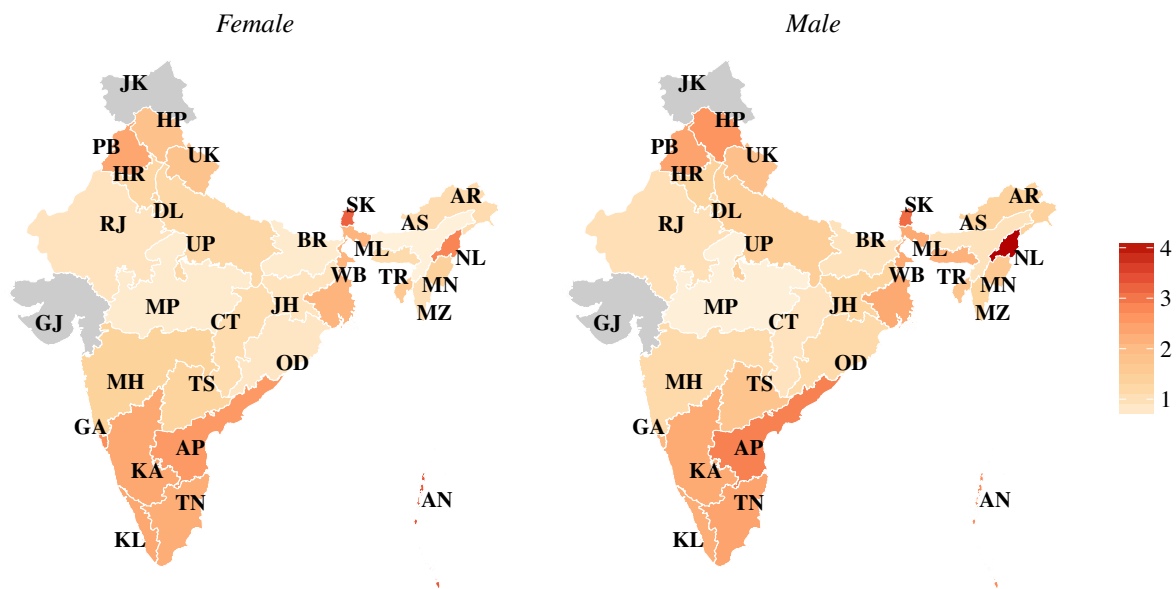 Female
Male
JK
HP
PB
UK
HR
SK
AR
DL
RJ
AS
UP
BR
ML
NL
WB
TR
MN
MP
JH
MZ
GJ
CT
OD
MH
TS
GA
AP
KA
TN
AN
KL
JK
HP
PB
UK
HR
SK
AR
DL
RJ
AS
UP
BR
ML
NL
WB
TR
MN
MP
JH
MZ
GJ
CT
OD
MH
TS
GA
AP
KA
TN
AN
KL
4
3
2
1